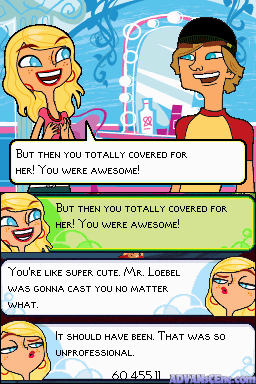 But then you totally covered for
her! You were awesome!
But then you totally covered for
her! You were awesome!
You're like super cute. Mr. Loebel
was gonna cast you no matter
what.
It should have been. That was so
unprofessional.
60.455.11
ADVANSCENE.COM